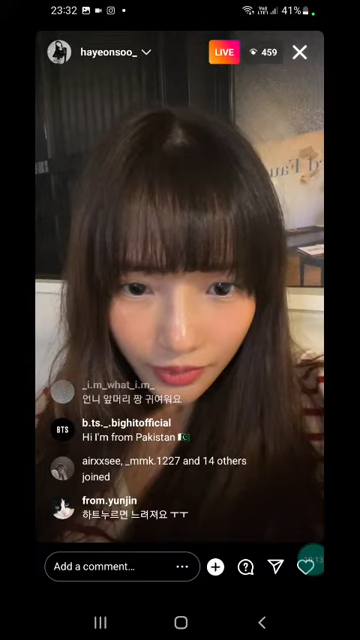 23:32
41%
hayeonsoo_
LIVE
459
_i.m_what_i.m_
언니 앞머리 짱 귀여워요
BTS
b.ts._.bighitofficial
Hi I'm from Pakistan 🇵🇰
airxxsee, _mmk.1227 and 14 others
joined
from.yunjin
하트누르면 느려져요 ㅜㅜ
Add a comment…